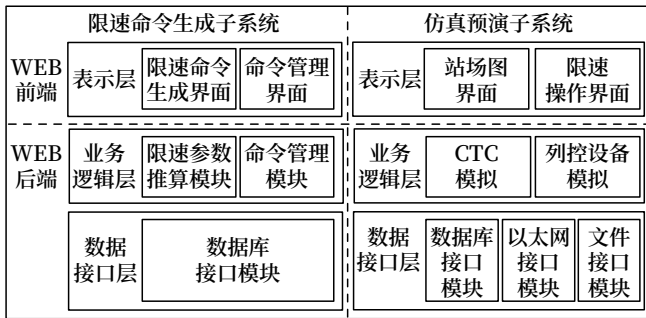 限速命令生成子系统
仿真预演子系统
WEB
前端
表示层
限速命令
生成界面
命令管理
界面
表示层
站场图
界面
限速
操作界面
WEB
后端
业务
逻辑层
限速参数
推算模块
命令管理
模块
业务
逻辑层
CTC
模拟
列控设备
模拟
数据
接口层
数据库
接口模块
数据
接口层
数据库
接口
模块
以太网
接口
模块
文件
接口
模块